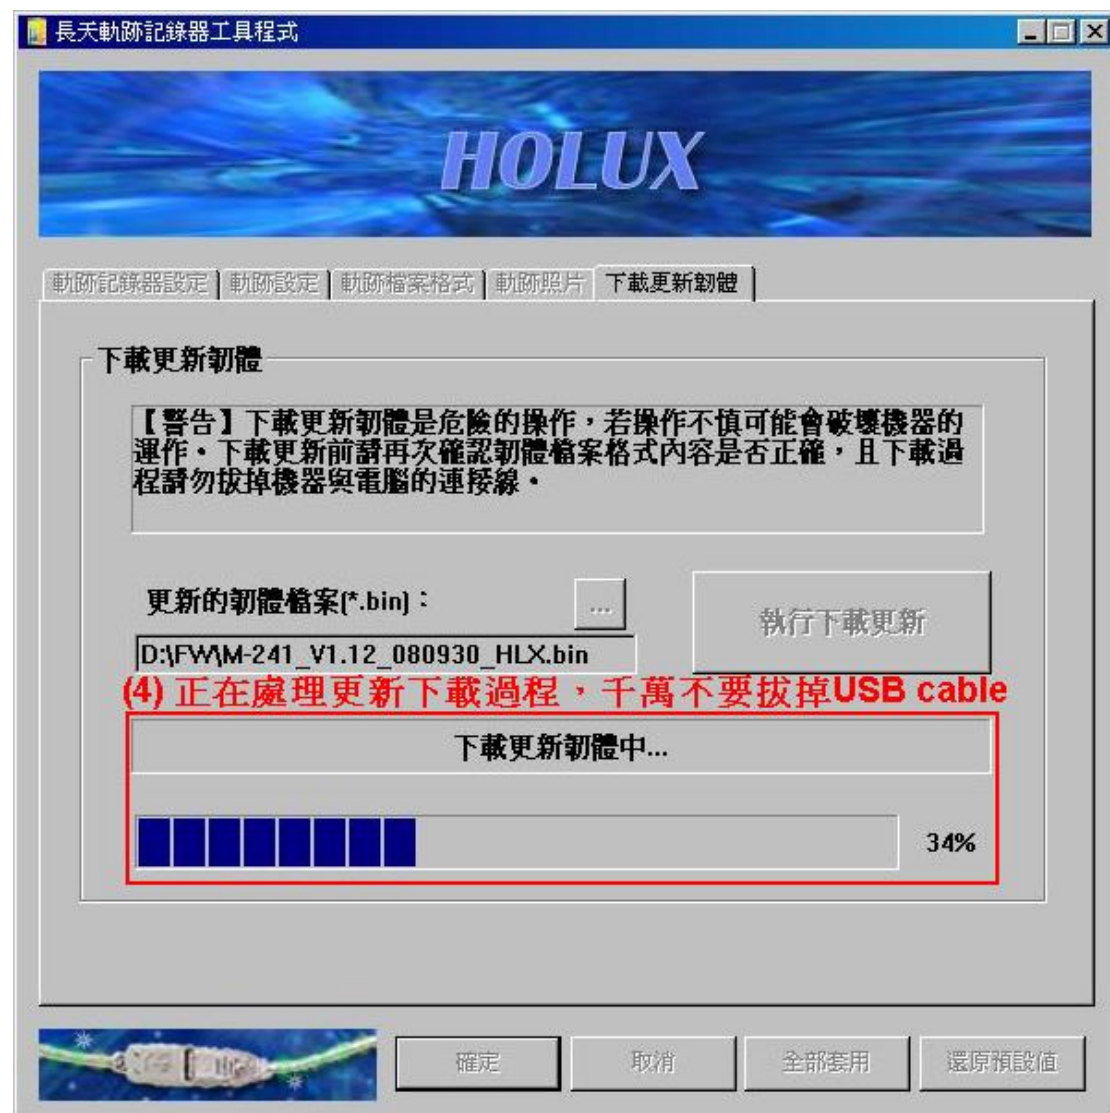 長天軌跡記錄器工具程式
HOLUX
軌跡記錄器設定 軌跡設定 軌跡檔案格式 軌跡照片 下載更新韌體
下載更新韌體
【警告】下載更新韌體是危險的操作，若操作不慎可能會破壞機器的
運作。下載更新前請再次確認韌體檔案格式內容是否正確，且下載過
程請勿拔掉機器與電腦的連接線。
更新的韌體檔案(*.bin)： ...
執行下載更新
D:\FW\M-241_V1.12_080930_HLX.bin
(4) 正在處理更新下載過程，千萬不要拔掉USB cable
下載更新韌體中...
34%
確定 取消 全部套用 還原預設值